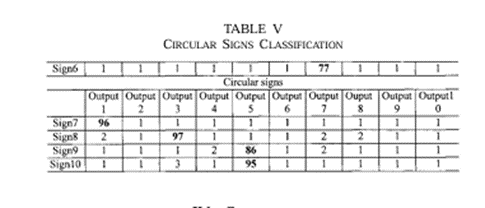 TABLE V
CIRCULAR SIGNS CLASSIFICATION
Sign6 1 1 1 1 1 1 77 1 1 1
Circular signs
Output Output Output Output Output Output Output Ouput Output Output1
1 2 3 4 5 6 7 8 9 0
Sign7 96 1 1 1 1 1 1 1 1 1
Sign8 2 1 97 1 1 1 2 2 1 1
Sign9 1 1 1 2 86 1 2 1 1 1
Sign10 1 1 3 1 95 1 1 1 1 1